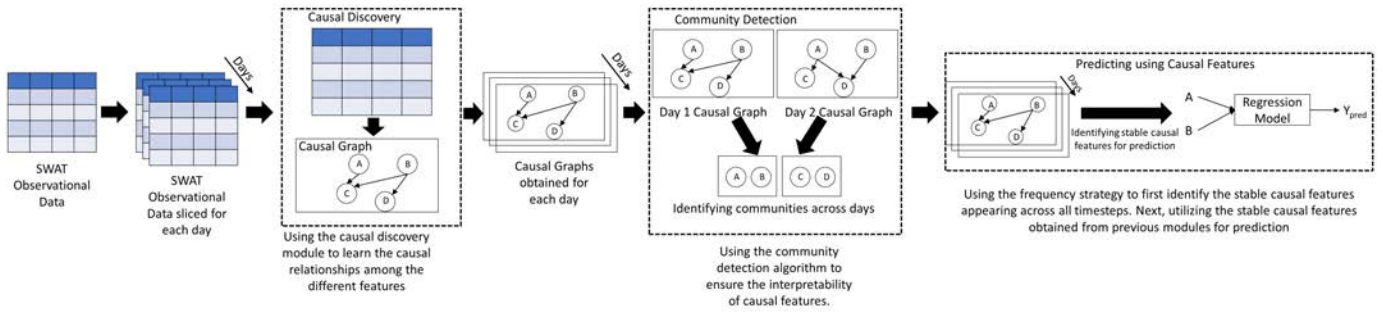 SWAT
Observational
Data
Days
SWAT
Observational
Data sliced for
each day
Causal Discovery
Causal Graph
A
B
C
D
Using the causal discovery
module to learn the causal
relationships among the
different features
Days
A
B
C
D
Causal Graphs
obtained for
each day
Community Detection
A
B
C
D
Day 1 Causal Graph
A
B
C
D
Day 2 Causal Graph
A
B
C
D
Identifying communities across days
Using the community
detection algorithm to
ensure the interpretability
of causal features.
Predicting using Causal Features
Days
A
B
C
D
Identifying stable causal
features for prediction
A
B
Regression
Model
Ypred
Using the frequency strategy to first identify the stable causal features
appearing across all timesteps. Next, utilizing the stable causal features
obtained from previous modules for prediction